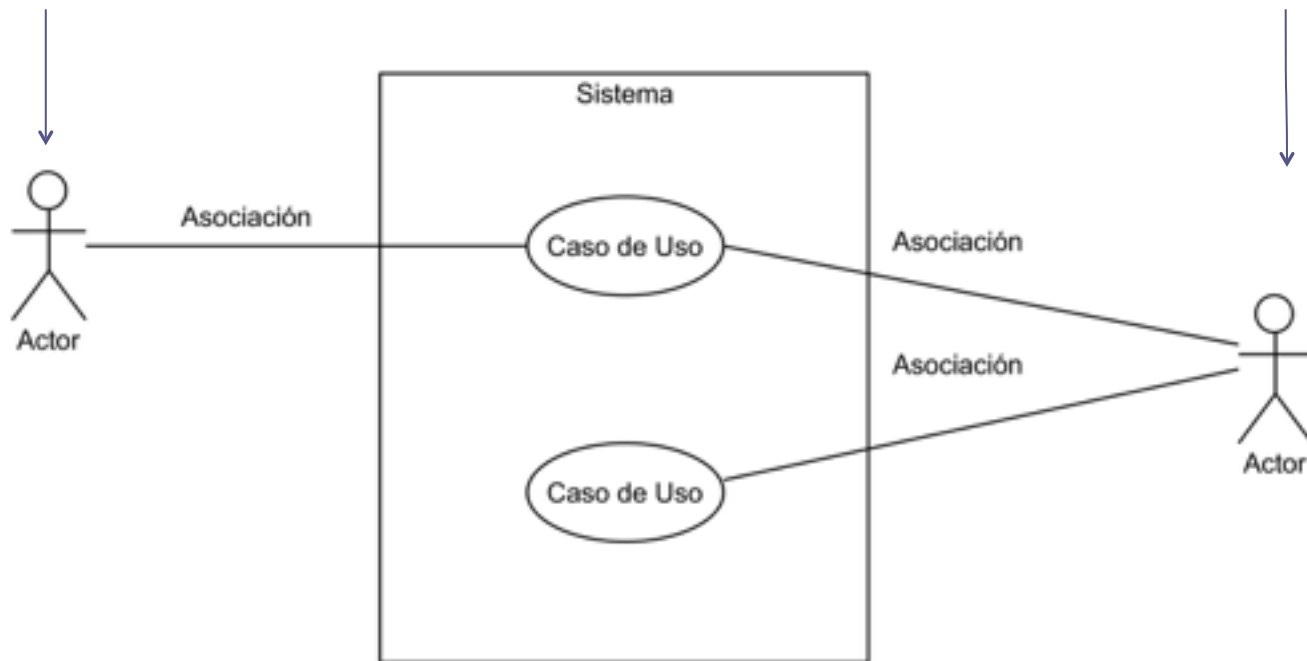 Sistema
Asociación
Caso de Uso
Asociación
Actor
Asociación
Caso de Uso
Actor